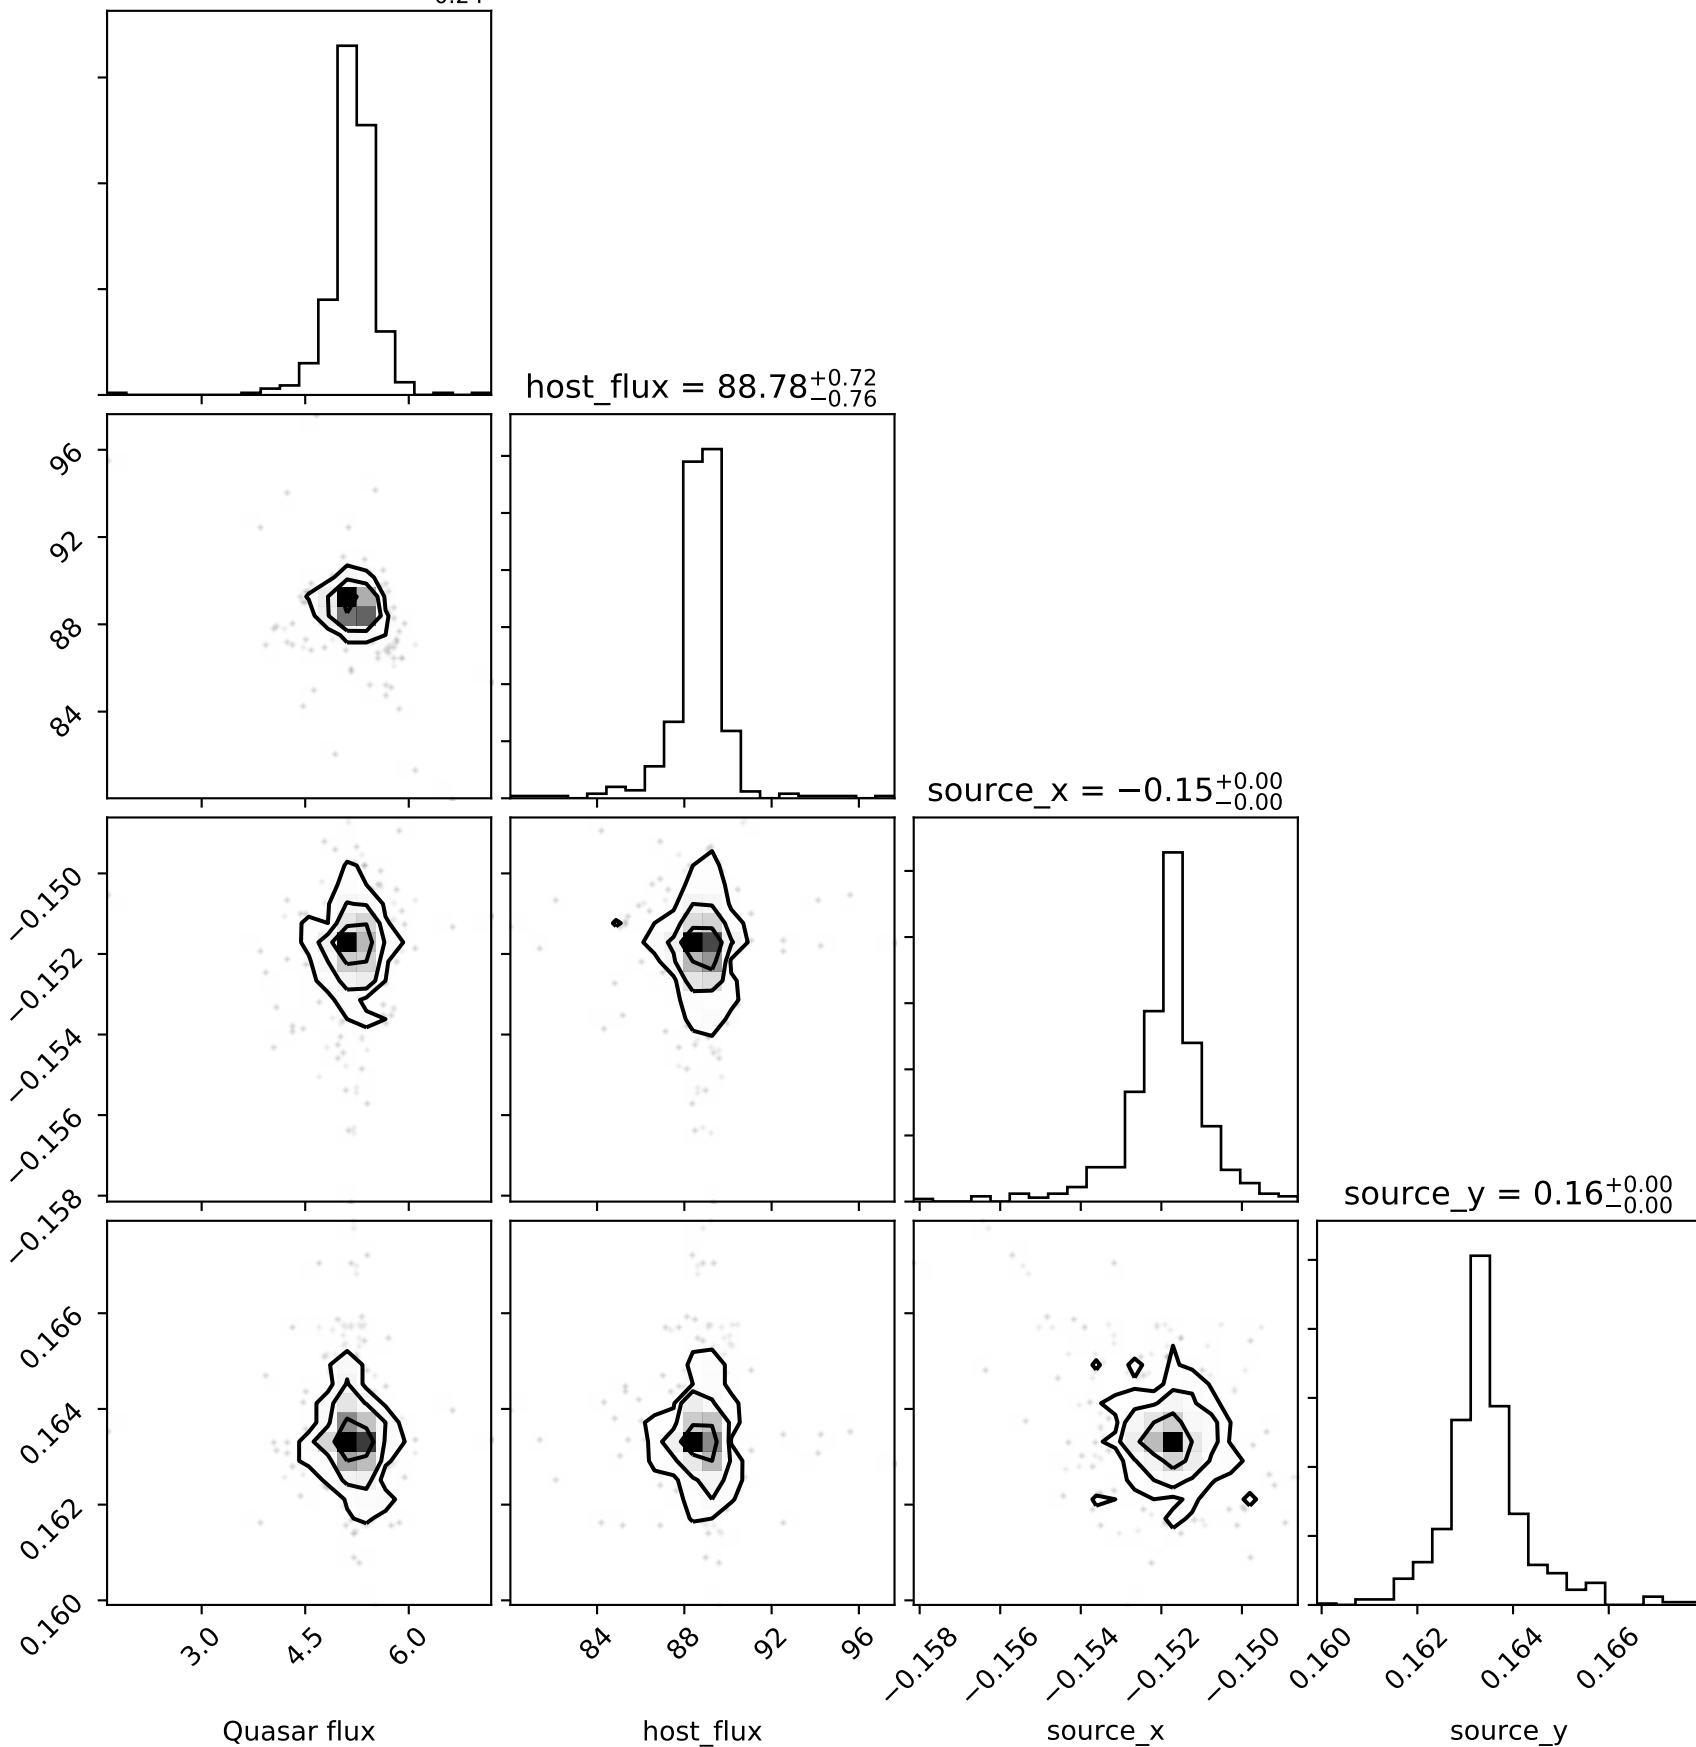 host_flux = 88.78 +0.72 −0.76
96
92
88
84
source_x = −0.15 +0.00 −0.00
−0.150
−0.152
−0.154
−0.156
−0.158
source_y = 0.16 +0.00 −0.00
0.166
0.164
0.162
0.160
3.0 4.5 6.0 84 88 92 96 −0.158 −0.156 −0.154 −0.152 −0.150 0.160 0.162 0.164 0.166
Quasar flux host_flux source_x source_y